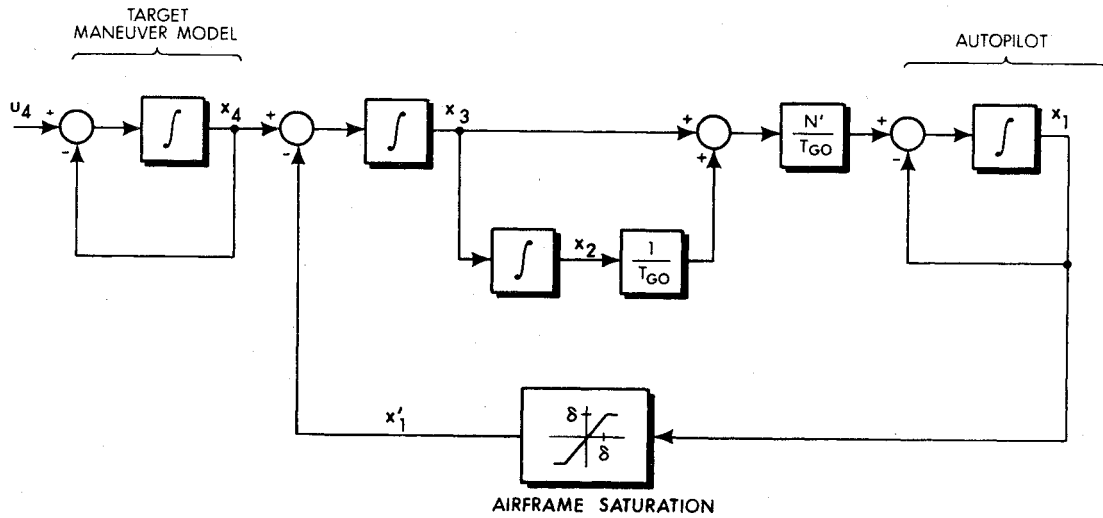 TARGET
MANEUVER MODEL
AUTOPILOT
u4
+
-
∫
x4
+
-
∫
x3
+
+
N'
TGO
+
-
∫
x1
∫
x2
1
TGO
x'1
δ
δ
AIRFRAME SATURATION